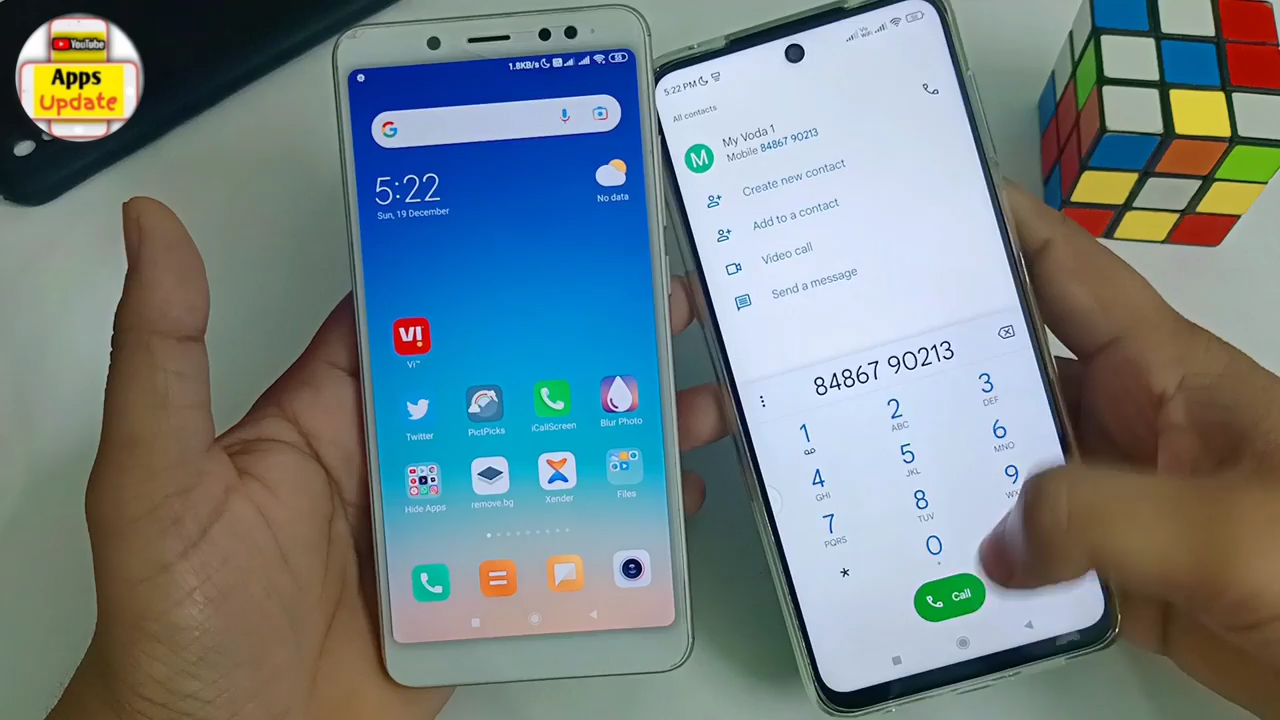 YouTube
Apps
Update
1.8KB/s
5:22
Sun, 19 December
No data
Vi
Vi™
Twitter
PictPicks
iCallScreen
Blur Photo
Hide Apps
remove.bg
Xender
Files
5:22 PM
All contacts
My Voda 1
M
Mobile 84867 90213
Create new contact
Add to a contact
Video call
Send a message
84867 90213
1
2
ABC
3
DEF
4
GHI
5
JKL
6
MNO
7
PQRS
8
TUV
9
*
0
Call